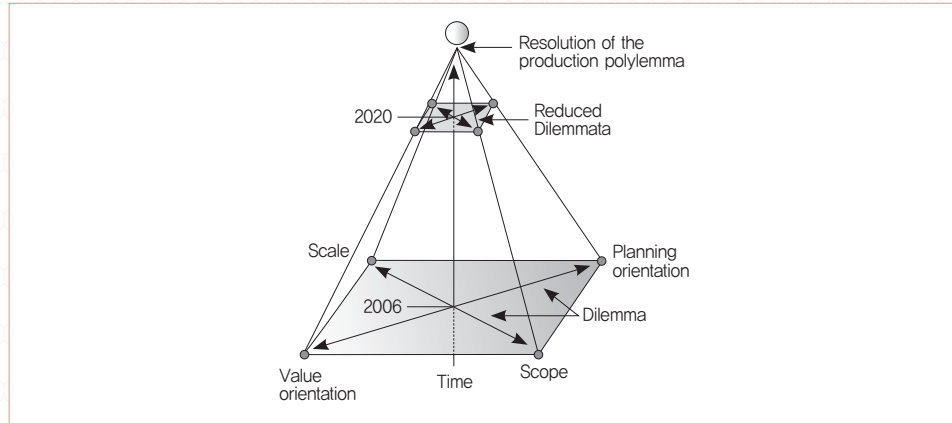 Resolution of the
production polylemma
2020
Reduced
Dilemmata
Scale
Planning
orientation
2006
Dilemma
Value
orientation
Time
Scope